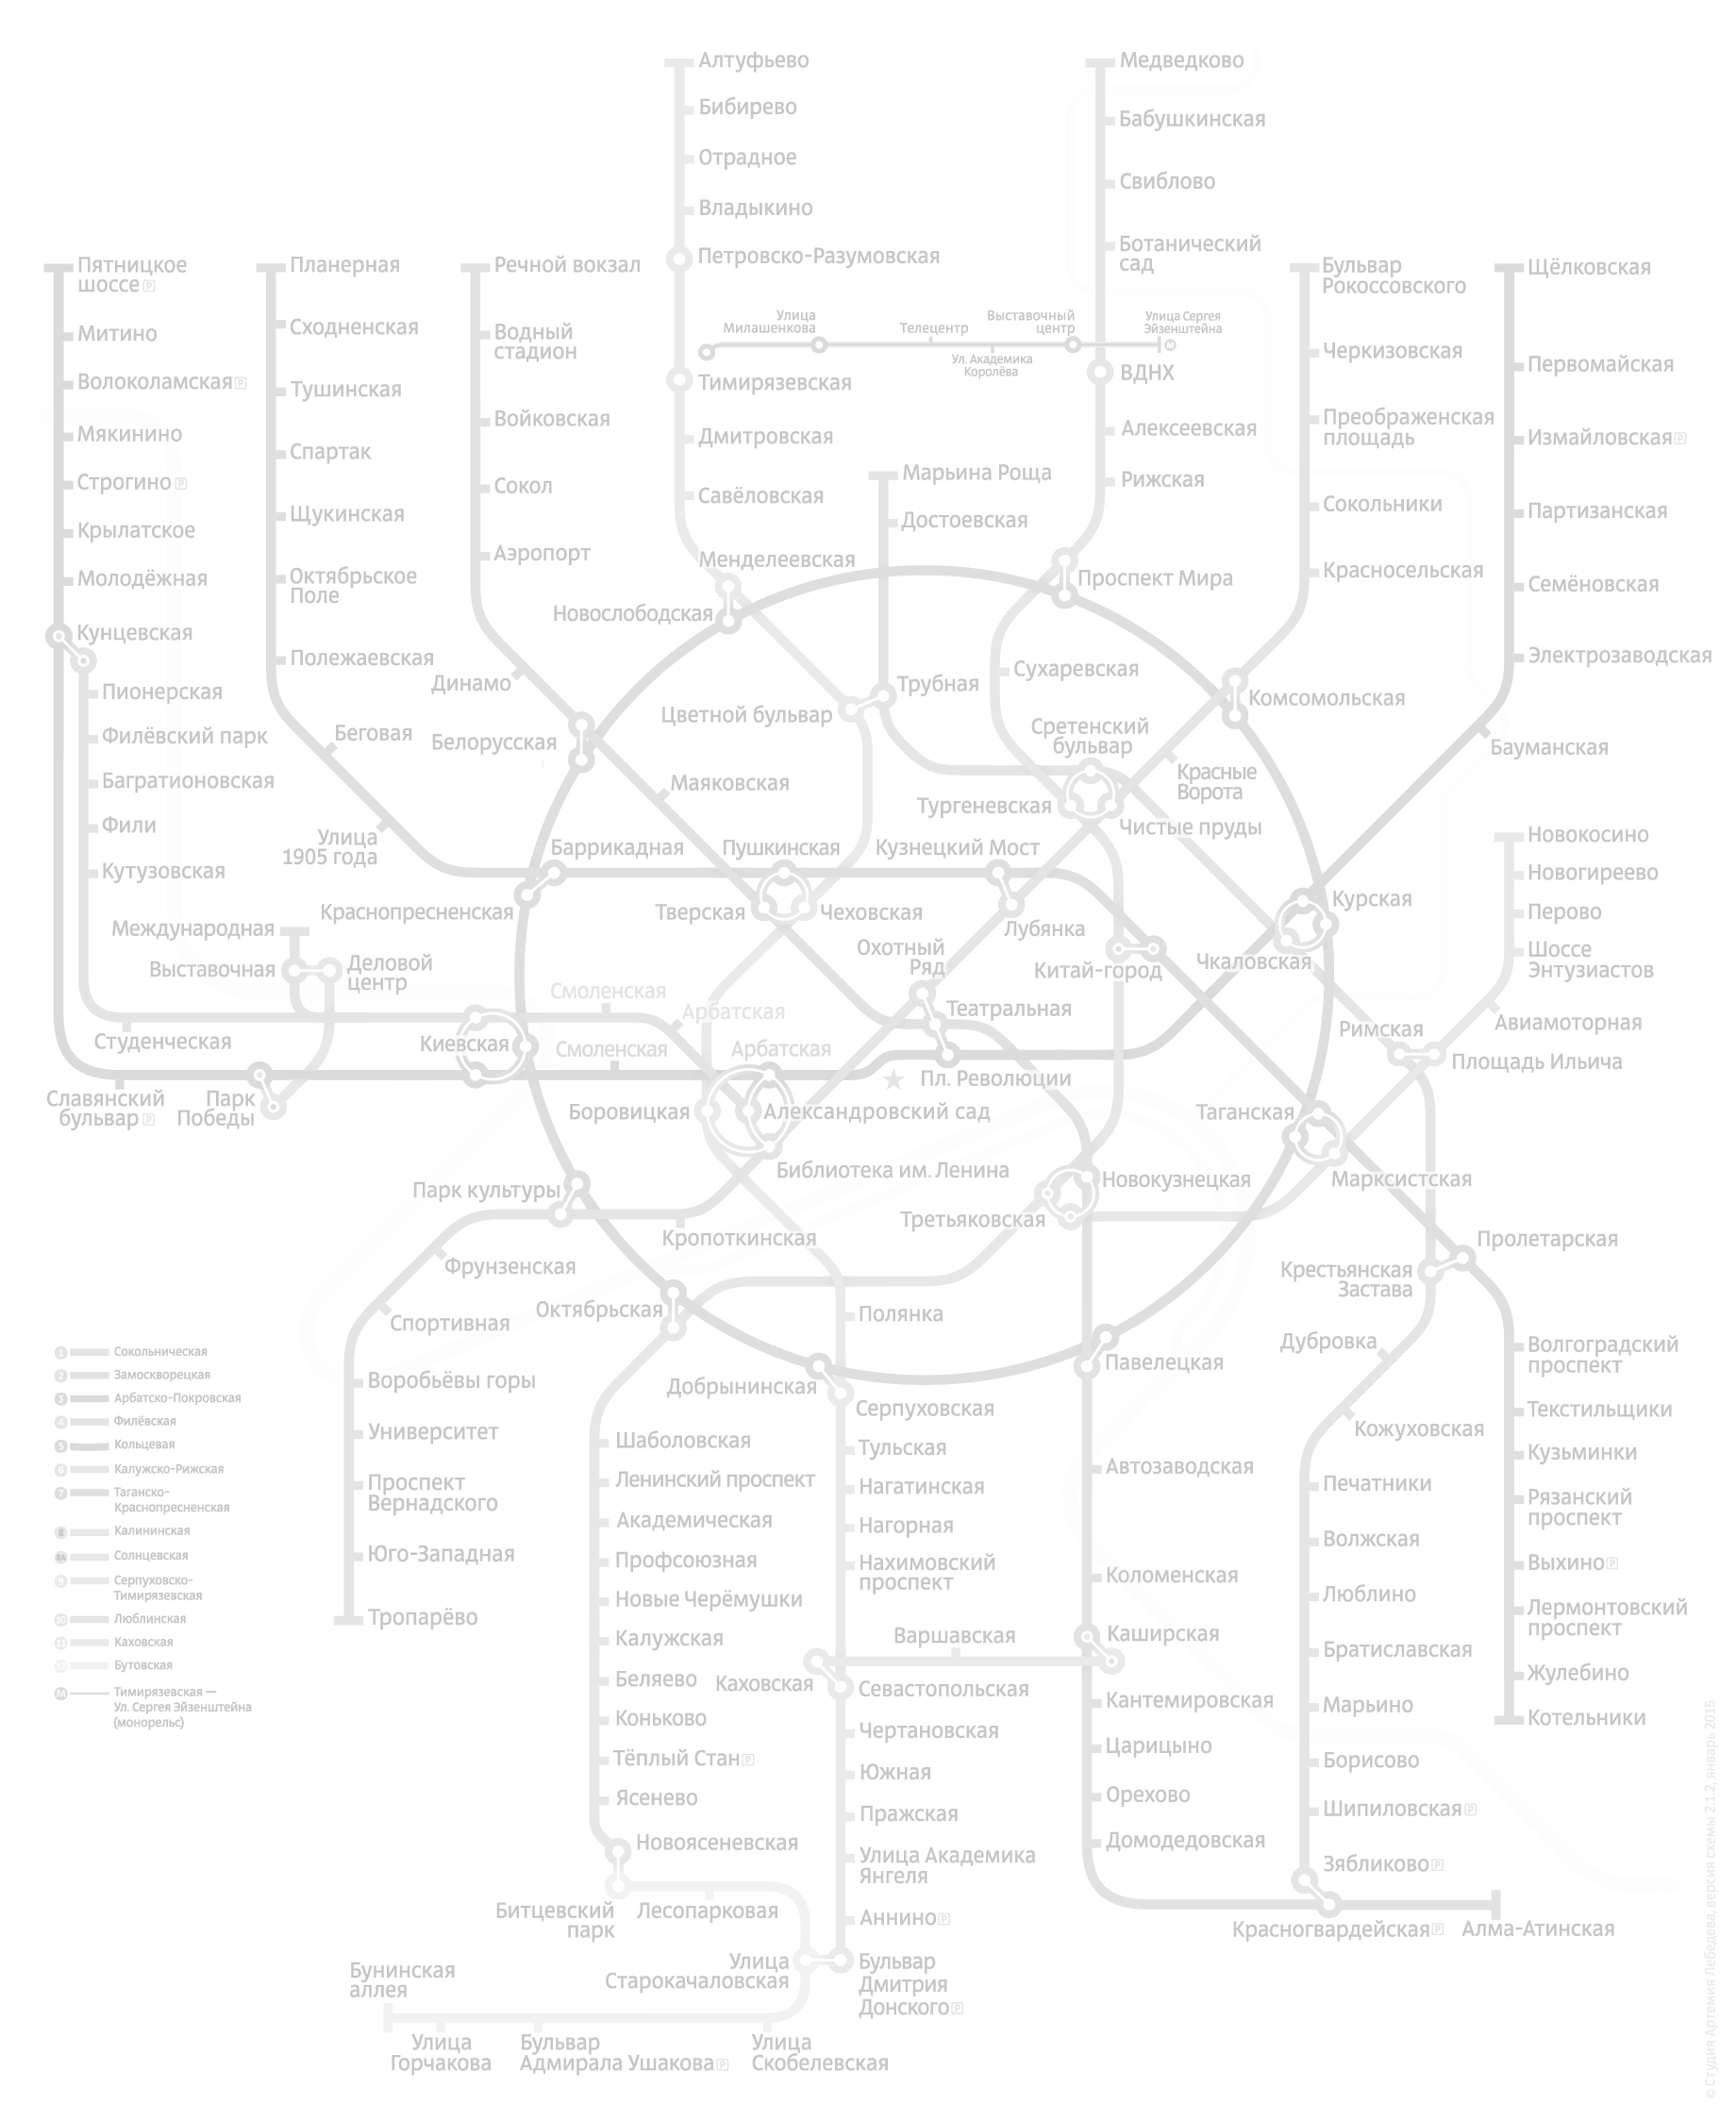 Алтуфьево
Бибирево
Отрадное
Владыкино
Петровско-Разумовская
Тимирязевская
Дмитровская
Савёловская
Менделеевская
Новослободская
Медведково
Бабушкинская
Свиблово
Ботанический
сад
ВДНХ
Алексеевская
Рижская
Проспект Мира
Улица
Милашенкова
Телецентр
Ул. Академика
Королёва
Выставочный
центр
Улица Сергея
Эйзенштейна
М
Пятницкое
шоссе P
Митино
Волоколамская P
Мякинино
Строгино P
Крылатское
Молодёжная
Кунцевская
Пионерская
Филёвский парк
Багратионовская
Фили
Кутузовская
Планерная
Сходненская
Тушинская
Спартак
Щукинская
Октябрьское
Поле
Полежаевская
Беговая
Улица
1905 года
Речной вокзал
Водный
стадион
Войковская
Сокол
Аэропорт
Динамо
Белорусская
Марьина Роща
Достоевская
Трубная
Цветной бульвар
Сухаревская
Сретенский
бульвар
Тургеневская
Чистые пруды
Красные
Ворота
Комсомольская
Бульвар
Рокоссовского
Черкизовская
Преображенская
площадь
Сокольники
Красносельская
Щёлковская
Первомайская
Измайловская P
Партизанская
Семёновская
Электрозаводская
Бауманская
Новокосино
Новогиреево
Перово
Шоссе
Энтузиастов
Авиамоторная
Площадь Ильича
Римская
Курская
Чкаловская
Маяковская
Баррикадная
Пушкинская
Кузнецкий Мост
Краснопресненская
Тверская
Чеховская
Лубянка
Охотный
Ряд
Китай-город
Театральная
Международная
Выставочная
Деловой
центр
Студенческая
Киевская
Смоленская
Арбатская
Смоленская
Арбатская
Пл. Революции
Славянский
бульвар P
Парк
Победы
Боровицкая
Александровский сад
Библиотека им. Ленина
Таганская
Марксистская
Новокузнецкая
Третьяковская
Парк культуры
Кропоткинская
Фрунзенская
Спортивная
Октябрьская
Воробьёвы горы
Университет
Проспект
Вернадского
Юго-Западная
Тропарёво
Полянка
Добрынинская
Серпуховская
Павелецкая
Пролетарская
Крестьянская
Застава
Дубровка
Кожуховская
Печатники
Волжская
Люблино
Братиславская
Марьино
Борисово
Шипиловская P
Зябликово P
Волгоградский
проспект
Текстильщики
Кузьминки
Рязанский
проспект
Выхино P
Лермонтовский
проспект
Жулебино
Котельники
Шаболовская
Ленинский проспект
Академическая
Профсоюзная
Новые Черёмушки
Калужская
Беляево
Коньково
Тёплый Стан P
Ясенево
Новоясеневская
Битцевский
парк
Лесопарковая
Тульская
Нагатинская
Нагорная
Нахимовский
проспект
Варшавская
Каховская
Севастопольская
Чертановская
Южная
Пражская
Улица Академика
Янгеля
Аннино P
Бульвар
Дмитрия
Донского P
Улица
Старокачаловская
Бунинская
аллея
Улица
Горчакова
Бульвар
Адмирала Ушакова P
Улица
Скобелевская
Автозаводская
Коломенская
Каширская
Кантемировская
Царицыно
Орехово
Домодедовская
Красногвардейская P
Алма-Атинская
1 Сокольническая
2 Замоскворецкая
3 Арбатско-Покровская
4 Филёвская
5 Кольцевая
6 Калужско-Рижская
7 Таганско-
Краснопресненская
8 Калининская
8А Солнцевская
9 Серпуховско-
Тимирязевская
10 Люблинская
11 Каховская
12 Бутовская
М Тимирязевская —
Ул. Сергея Эйзенштейна
(монорельс)
© Студия Артемия Лебедева, версия схемы 2.1.2, январь 2015